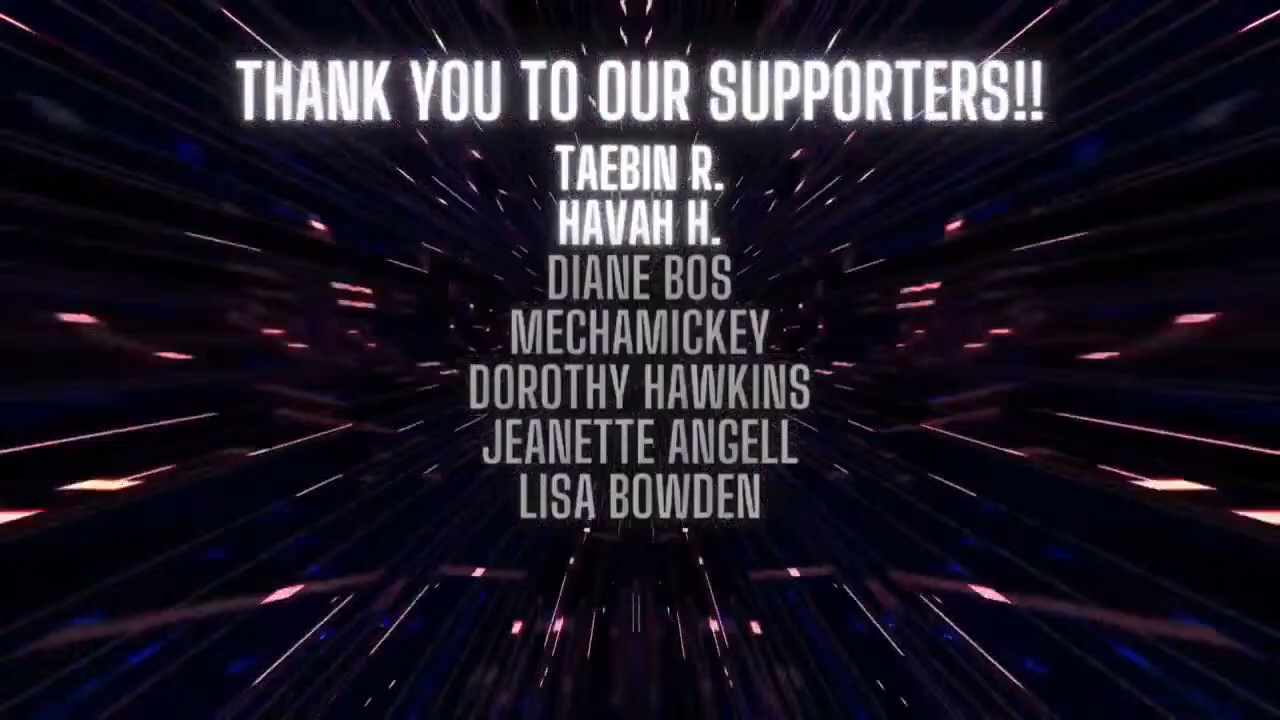 THANK YOU TO OUR SUPPORTERS!!
TAEBIN R.
HAVAH H.
DIANE BOS
MECHAMICKEY
DOROTHY HAWKINS
JEANETTE ANGELL
LISA BOWDEN